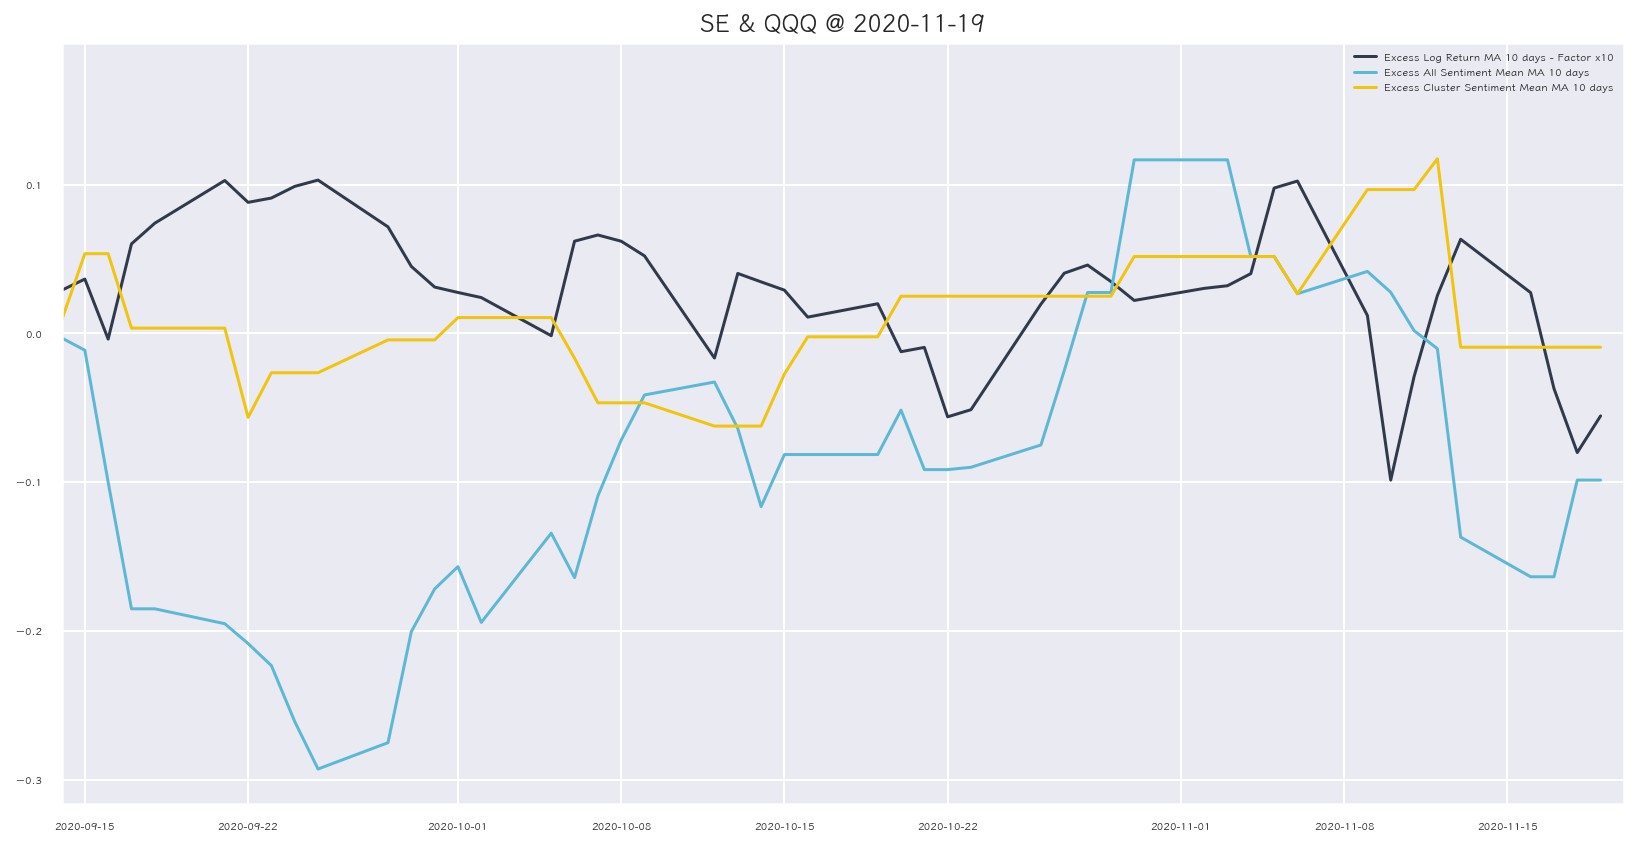 SE & QQQ @ 2020-11-19
Excess Log Return MA 10 days - Factor x10
Excess All Sentiment Mean MA 10 days
Excess Cluster Sentiment Mean MA 10 days
0.1
0.0
−0.1
−0.2
−0.3
2020-09-15 2020-09-22 2020-10-01 2020-10-08 2020-10-15 2020-10-22 2020-11-01 2020-11-08 2020-11-15